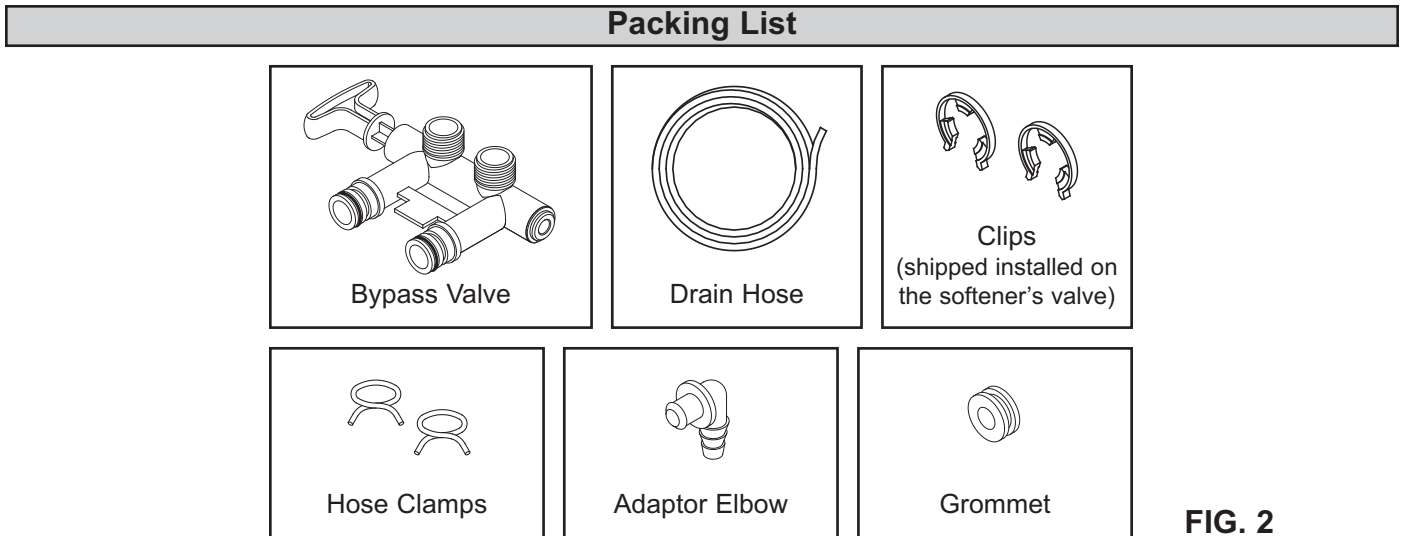 Packing List
Bypass Valve
Drain Hose
Clips
(shipped installed on
the softener’s valve)
Hose Clamps
Adaptor Elbow
Grommet
FIG. 2